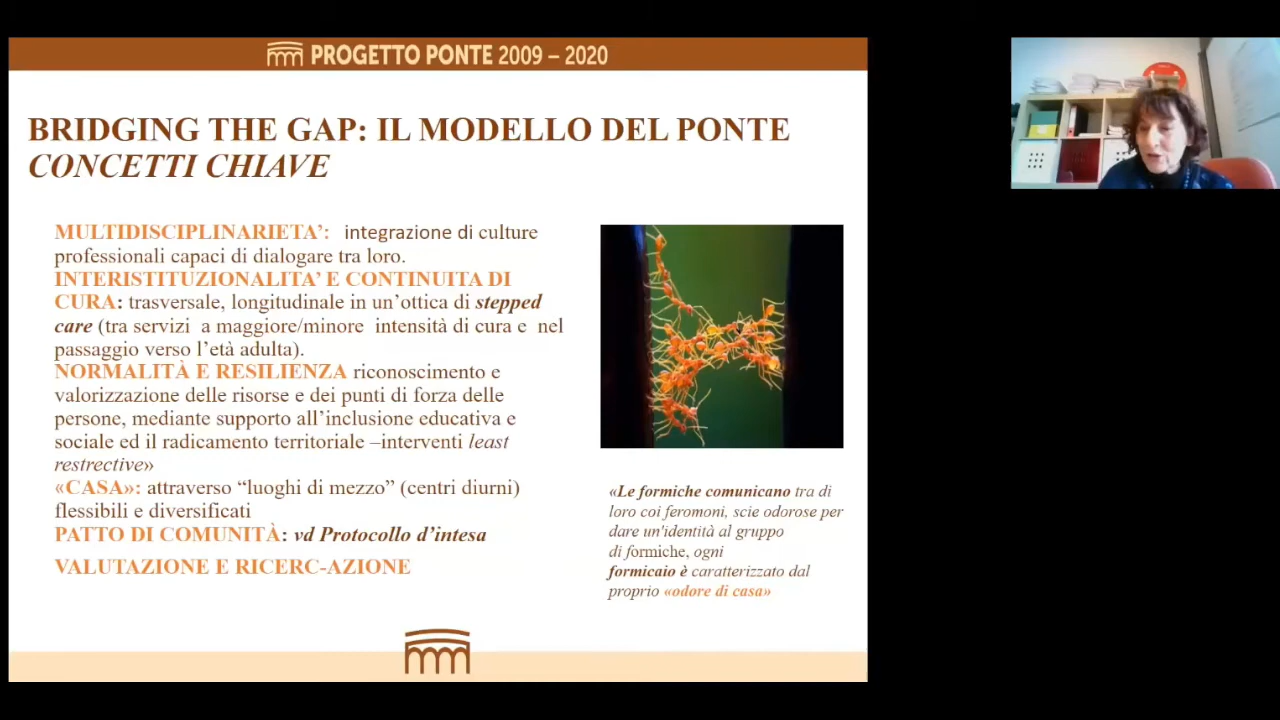 PROGETTO PONTE 2009 – 2020
BRIDGING THE GAP: IL MODELLO DEL PONTE
CONCETTI CHIAVE
MULTIDISCIPLINARIETA’: integrazione di culture
professionali capaci di dialogare tra loro.
INTERISTITUZIONALITA’ E CONTINUITA DI
CURA: trasversale, longitudinale in un’ottica di stepped
care (tra servizi a maggiore/minore intensità di cura e nel
passaggio verso l’età adulta).
NORMALITÀ E RESILIENZA riconoscimento e
valorizzazione delle risorse e dei punti di forza delle
persone, mediante supporto all’inclusione educativa e
sociale ed il radicamento territoriale –interventi least
restrective»
«CASA»: attraverso “luoghi di mezzo” (centri diurni)
flessibili e diversificati
PATTO DI COMUNITÀ: vd Protocollo d’intesa
VALUTAZIONE E RICERC-AZIONE
«Le formiche comunicano tra di
loro coi feromoni, scie odorose per
dare un'identità al gruppo
di formiche, ogni
formicaio è caratterizzato dal
proprio «odore di casa»